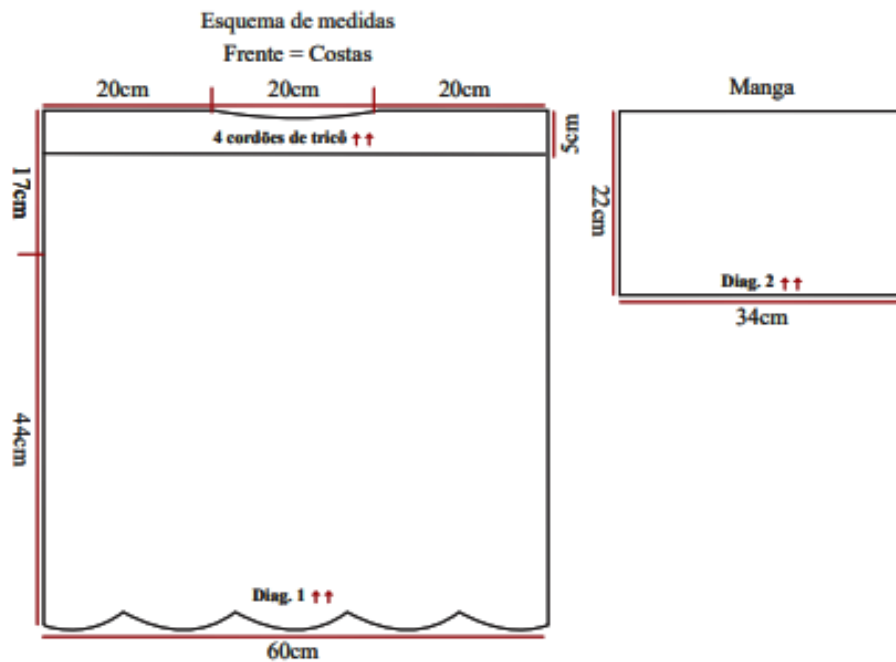 Esquema de medidas
Frente = Costas
20cm 20cm 20cm
4 cordões de tricô ↑↑
5cm
17cm
44cm
Diag. 1 ↑↑
60cm
Manga
22cm
Diag. 2 ↑↑
34cm